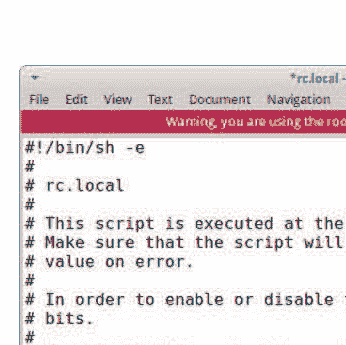 *rc.local -
File Edit View Text Document Navigation
Warning, you are using the roo
#!/bin/sh -e
#
# rc.local
#
# This script is executed at the
# Make sure that the script will
# value on error.
#
# In order to enable or disable
# bits.
#